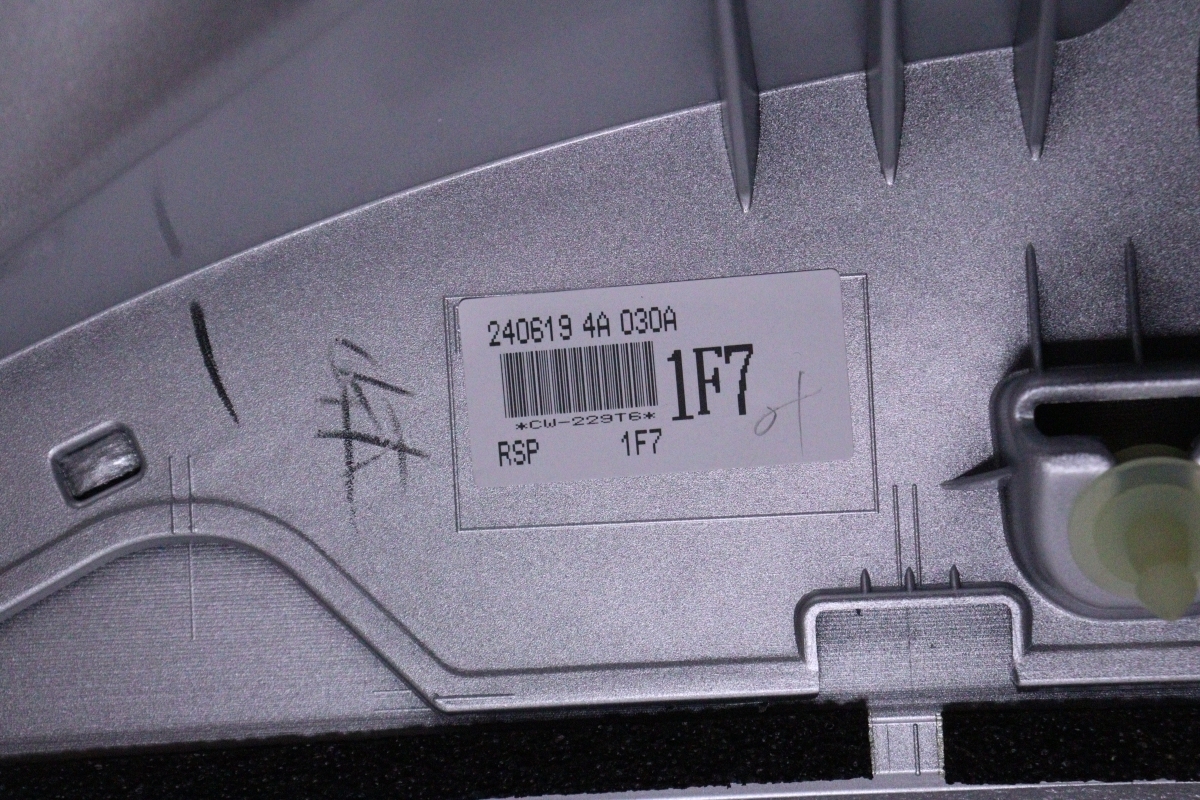 240619 4A 030A
1F7
*CW-229T6*
RSP 1F7